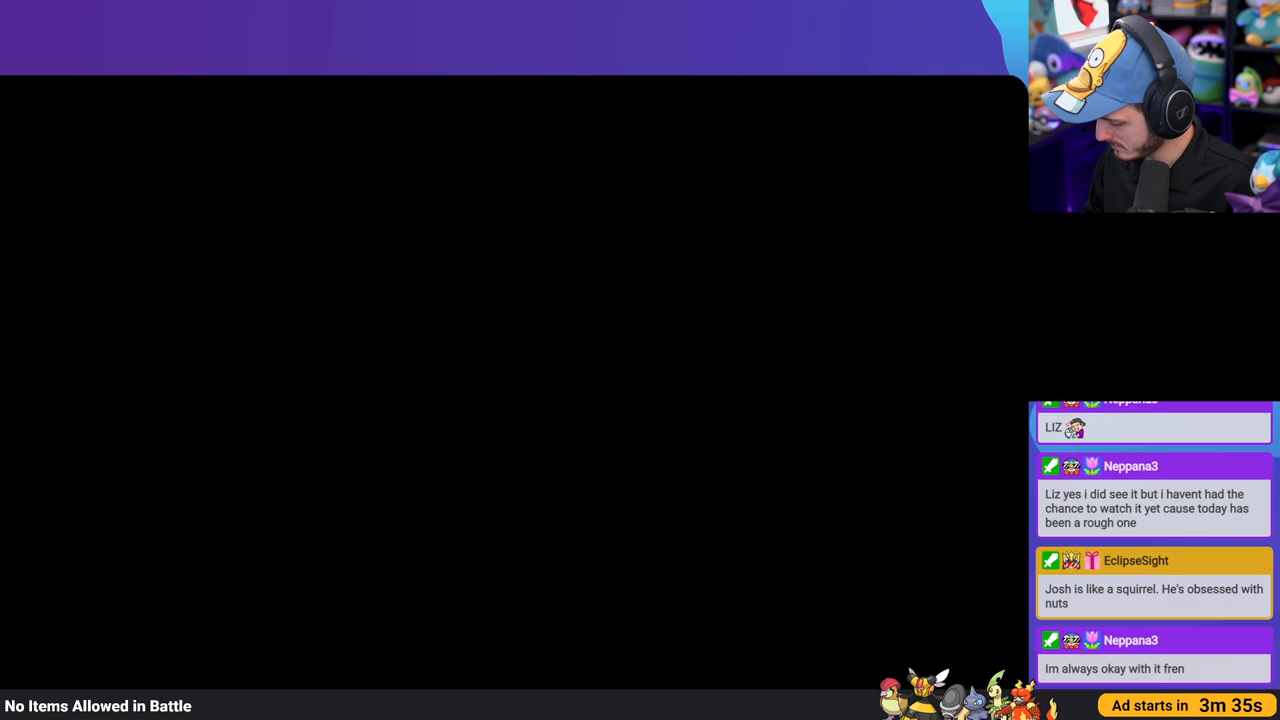 LIZ
Neppana3
Liz yes i did see it but i havent had the
chance to watch it yet cause today has
been a rough one
EclipseSight
Josh is like a squirrel. He's obsessed with
nuts
Neppana3
Im always okay with it fren
No Items Allowed in Battle
Ad starts in 3m 35s